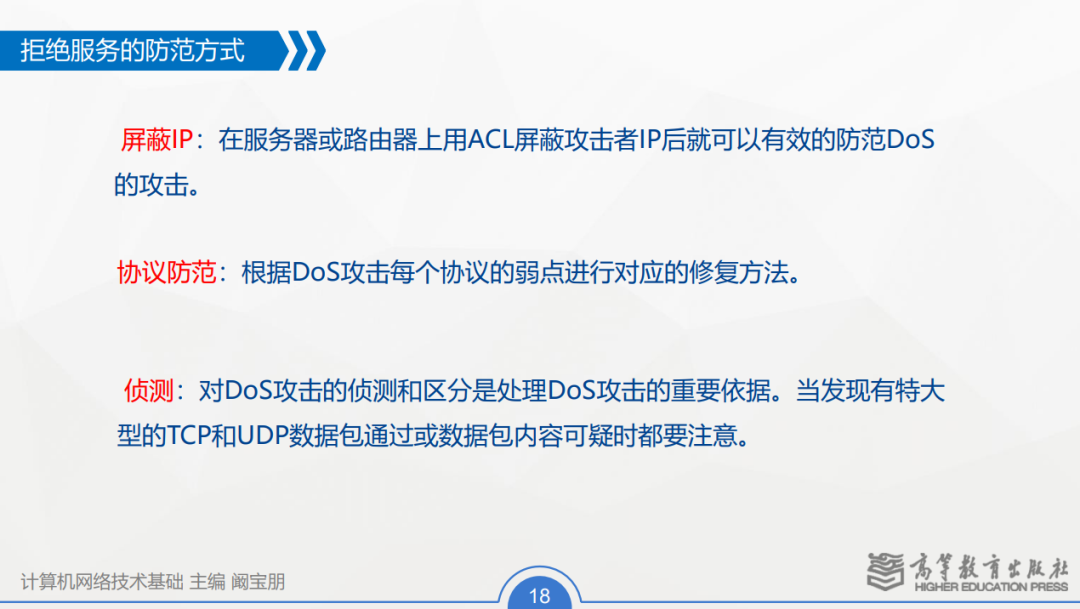 拒绝服务的防范方式
屏蔽IP：在服务器或路由器上用ACL屏蔽攻击者IP后就可以有效的防范DoS
的攻击。
协议防范：根据DoS攻击每个协议的弱点进行对应的修复方法。
侦测：对DoS攻击的侦测和区分是处理DoS攻击的重要依据。当发现有特大
型的TCP和UDP数据包通过或数据包内容可疑时都要注意。
计算机网络技术基础 主编 阚宝朋
18
高等教育出版社
HIGHER EDUCATION PRESS